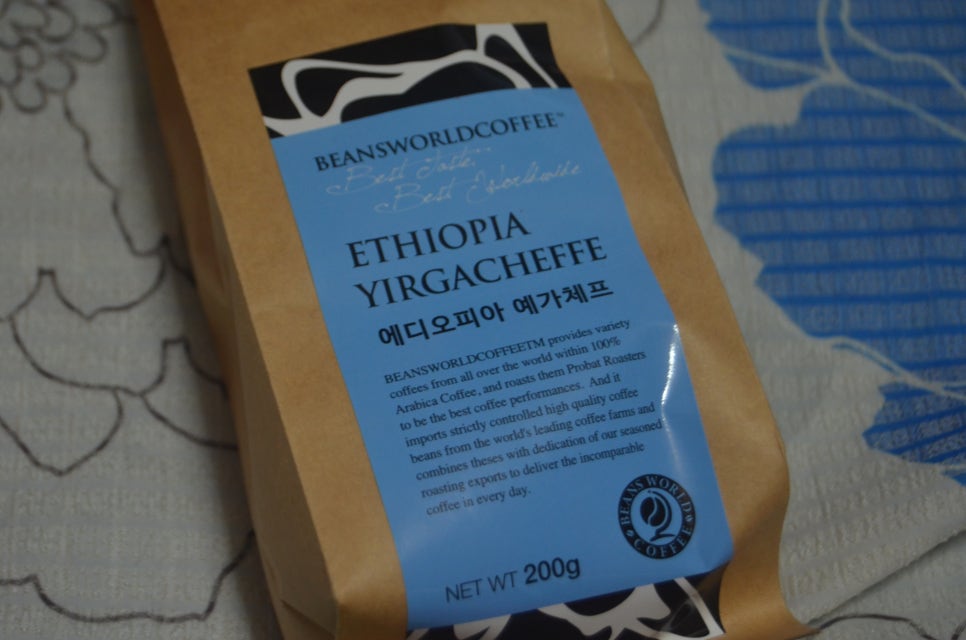 BEANSWORLDCOFFEE™
Best Taste,
Best Worldwide
ETHIOPIA
YIRGACHEFFE
에디오피아 예가체프
BEANSWORLDCOFFEETM provides variety
coffees from all over the world within 100%
Arabica Coffee, and roasts them Probat Roasters
to be the best coffee performances. And it
imports strictly controlled high quality coffee
beans from the world's leading coffee farms and
combines theses with dedication of our seasoned
roasting exports to deliver the incomparable
coffee in every day.
BEANS WORLD
COFFEE
NET WT 200g